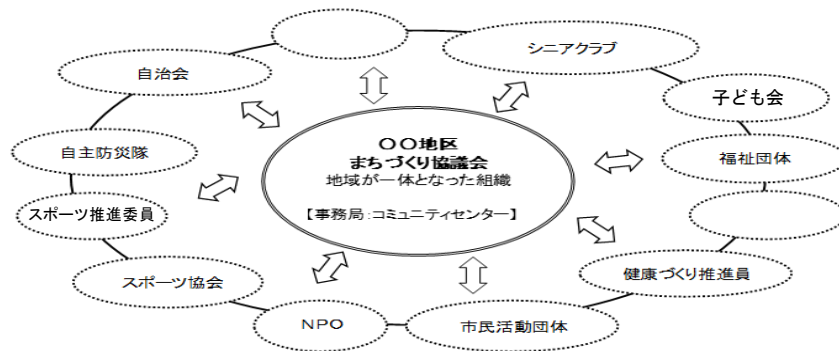 シニアクラブ
自治会
子ども会
〇〇地区
まちづくり協議会
地域が一体となった組織
【事務局:コミュニティセンター】
自主防災隊
福祉団体
スポーツ推進委員
スポーツ協会
健康づくり推進員
NPO
市民活動団体